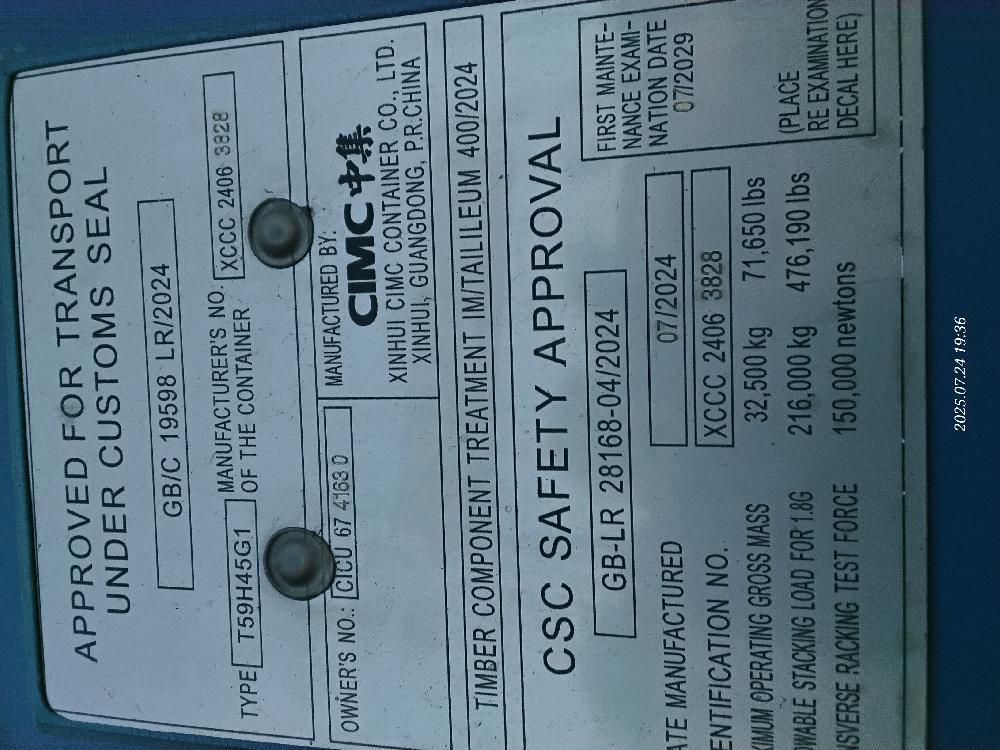 APPROVED FOR TRANSPORT
UNDER CUSTOMS SEAL
GB/C 19598 LR/2024
TYPE T59H45G1 MANUFACTURER'S NO. OF THE CONTAINER XCCC 2406 3828
OWNER'S NO.: CICU 67 4163 0
MANUFACTURED BY:
CIMC 中集
XINHUI CIMC CONTAINER CO., LTD.
XINHUI, GUANGDONG, P.R.CHINA
TIMBER COMPONENT TREATMENT IM/TAILILEUM 400/2024
CSC SAFETY APPROVAL
GB-LR 28168-04/2024
ATE MANUFACTURED 07/2024
ENTIFICATION NO. XCCC 2406 3828
XIMUM OPERATING GROSS MASS 32,500 kg 71,650 lbs
WABLE STACKING LOAD FOR 1.8G 216,000 kg 476,190 lbs
SVERSE RACKING TEST FORCE 150,000 newtons
FIRST MAINTE-
NANCE EXAMI-
NATION DATE
07/2029
(PLACE
RE EXAMINATION
DECAL HERE)
2025.07.24 19:36